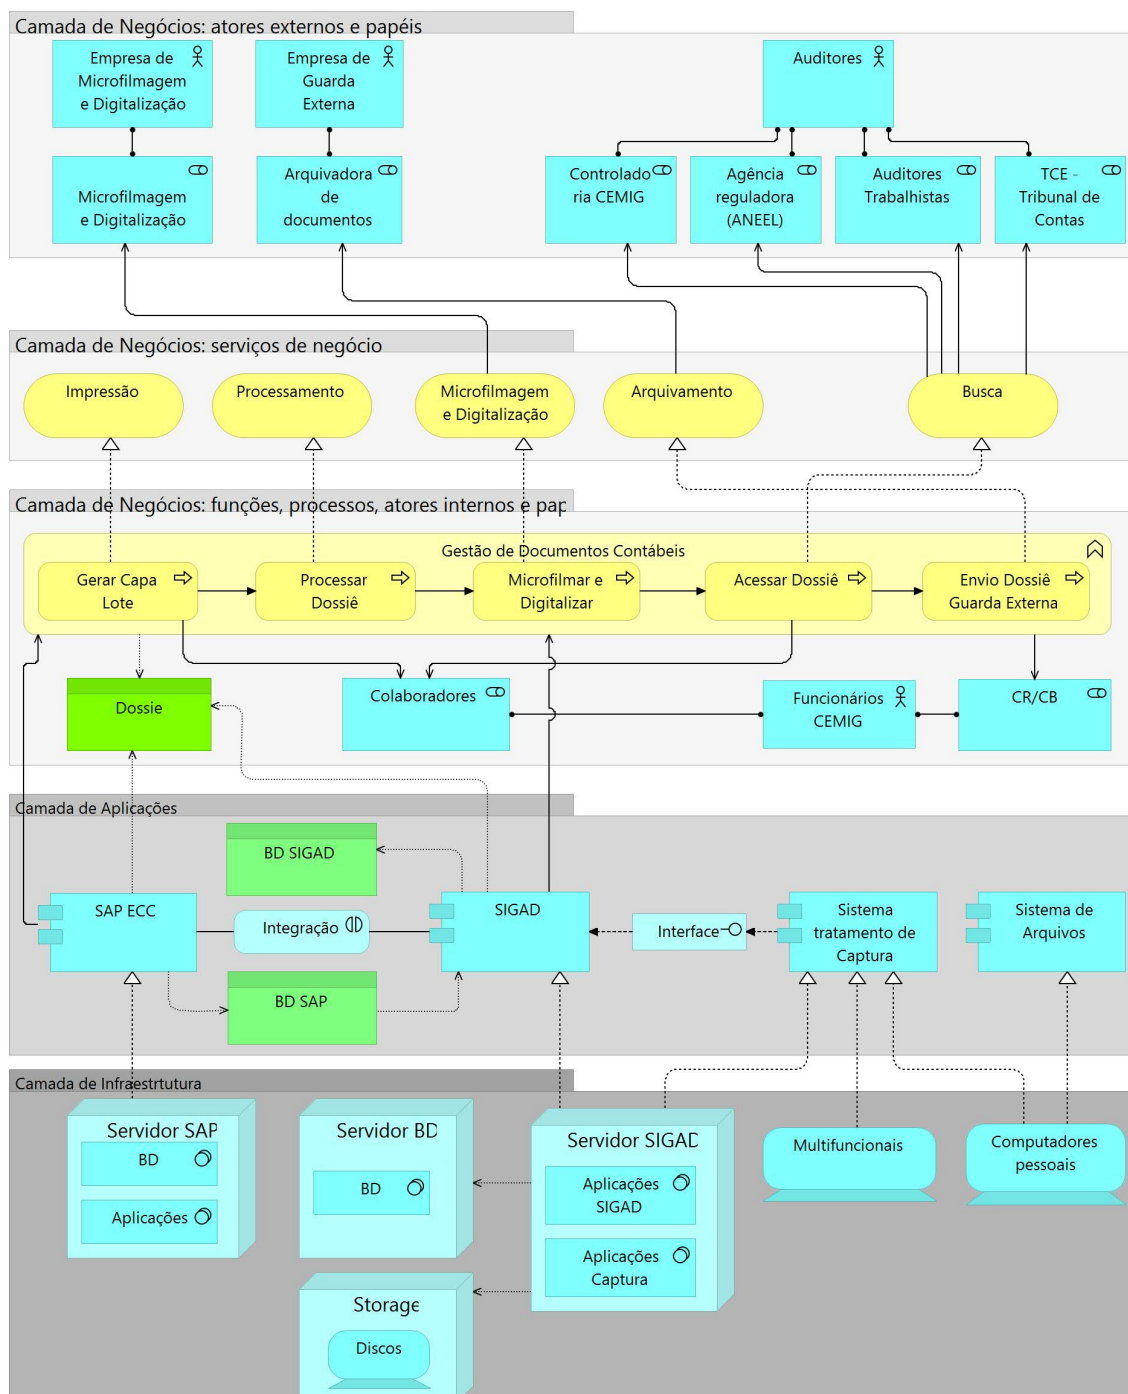 Camada de Negócios: atores externos e papéis
Empresa de
Microfilmagem
e Digitalização
Empresa de
Guarda
Externa
Auditores
Microfilmagem
e Digitalização
Arquivadora
de
documentos
Controlado
ria CEMIG
Agência
reguladora
(ANEEL)
Auditores
Trabalhistas
TCE -
Tribunal de
Contas
Camada de Negócios: serviços de negócio
Impressão
Processamento
Microfilmagem
e Digitalização
Arquivamento
Busca
Camada de Negócios: funções, processos, atores internos e pap
Gestão de Documentos Contábeis
Gerar Capa
Lote
Processar
Dossiê
Microfilmar e
Digitalizar
Acessar Dossiê
Envio Dossiê
Guarda Externa
Dossie
Colaboradores
Funcionários
CEMIG
CR/CB
Camada de Aplicações
BD SIGAD
SAP ECC
Integração
SIGAD
Interface
Sistema
tratamento de
Captura
Sistema de
Arquivos
BD SAP
Camada de Infraestrtutura
Servidor SAP
BD
Aplicações
Servidor BD
BD
Servidor SIGAD
Aplicações
SIGAD
Aplicações
Captura
Multifuncionais
Computadores
pessoais
Storage
Discos